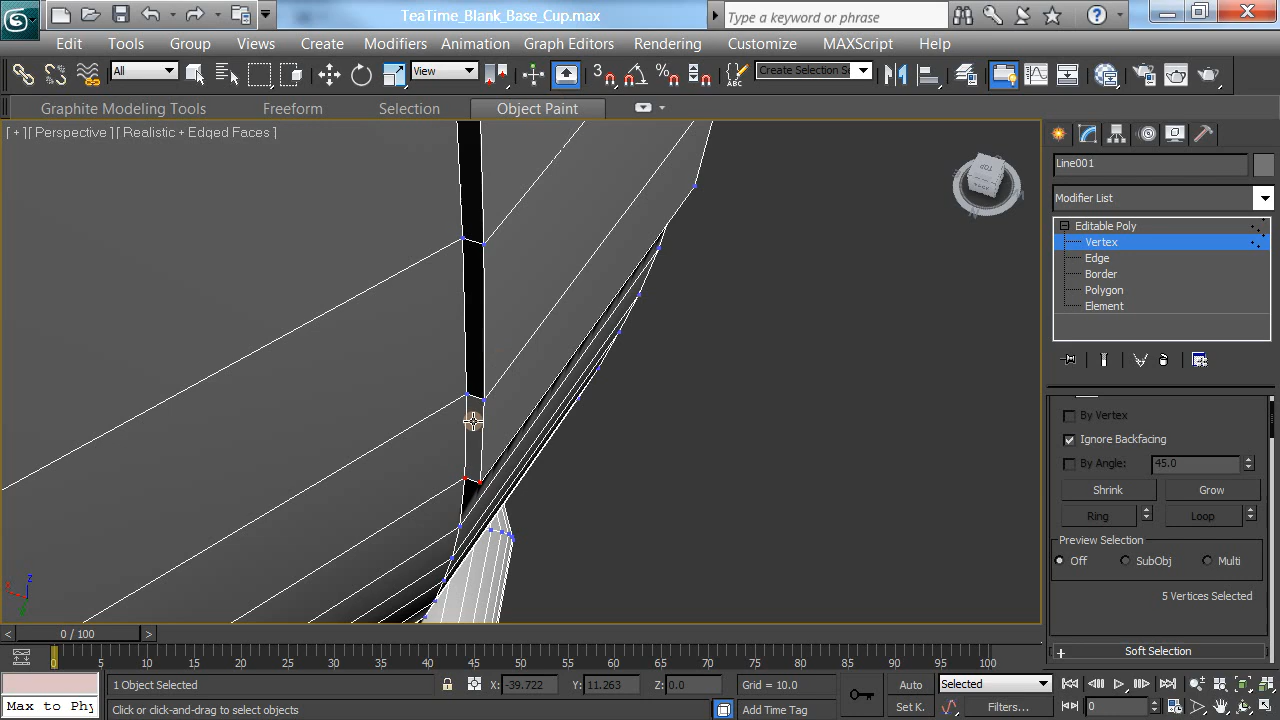 TeaTime_Blank_Base_Cup.max
Type a keyword or phrase
Edit Tools Group Views Create Modifiers Animation Graph Editors Rendering Customize MAXScript Help
All
View
3
ABC
Create Selection S
Graphite Modeling Tools Freeform Selection Object Paint
[ + ][ Perspective ][ Realistic + Edged Faces ]
TOP
Line001
Modifier List
Editable Poly
Vertex
Edge
Border
Polygon
Element
By Vertex
Ignore Backfacing
By Angle: 45.0
Shrink Grow
Ring Loop
Preview Selection
Off SubObj Multi
5 Vertices Selected
Soft Selection
z
< 0 / 100 >
0 5 10 15 20 25 30 35 40 45 50 55 60 65 70 75 80 85 90 95 100
1 Object Selected X: -39.722 Y: 11.263 Z: 0.0 Grid = 10.0 Auto Selected
Max to Phy Click or click-and-drag to select objects Add Time Tag Set K. Filters... 0